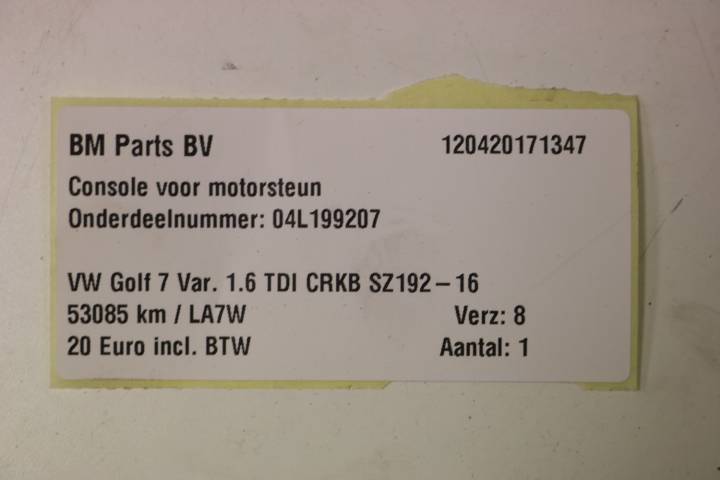 BM Parts BV 120420171347
Console voor motorsteun
Onderdeelnummer: 04L199207
VW Golf 7 Var. 1.6 TDI CRKB SZ192-16
53085 km / LA7W Verz: 8
20 Euro incl. BTW Aantal: 1